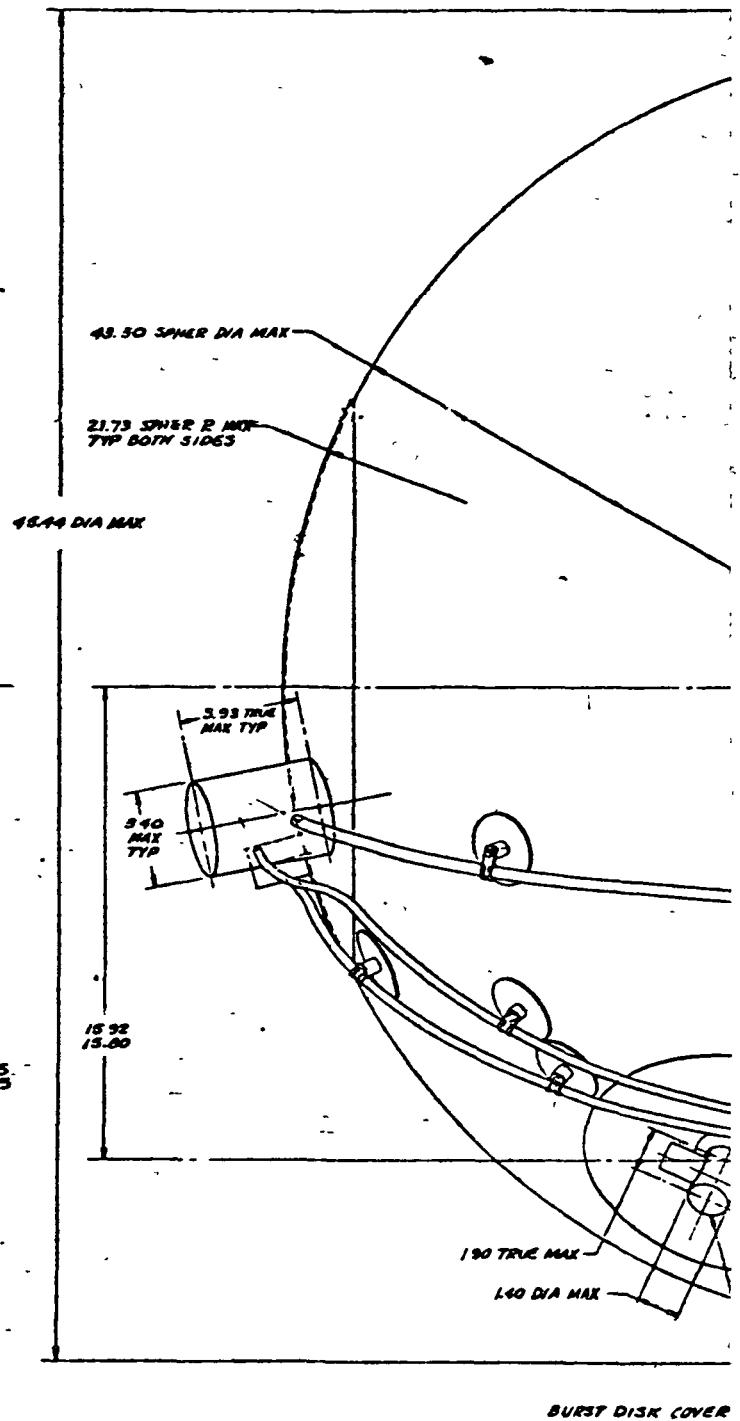 43.50 SPHER DIA MAX
21.73 SPHER R MAX
TYP BOTH SIDES
45.44 DIA MAX
3.93 TRUE
MAX TYP
3.40
MAX
TYP
15.92
15.80
1.90 TRUE MAX
1.40 DIA MAX
BURST DISK COVER